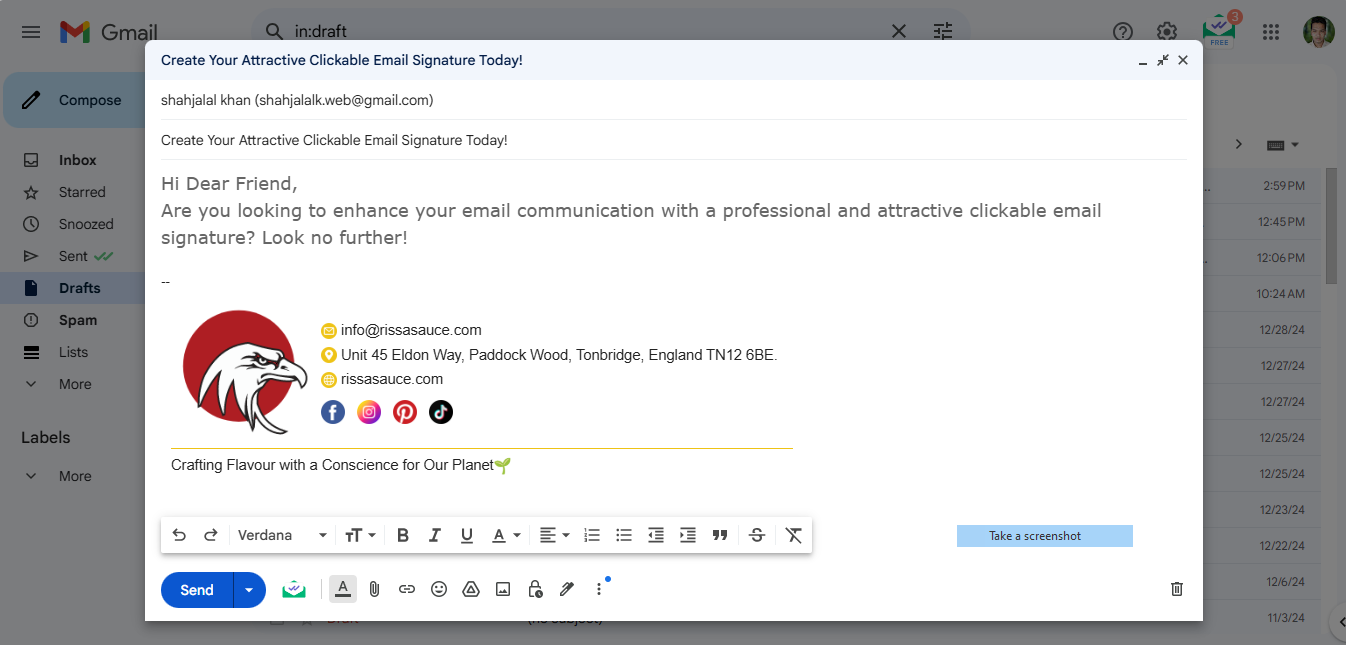 Gmail
in:draft
3
FREE
Create Your Attractive Clickable Email Signature Today!
Compose
shahjalal khan (shahjalalk.web@gmail.com)
Create Your Attractive Clickable Email Signature Today!
Inbox
Starred
Snoozed
Sent
Drafts
Spam
Lists
More
Labels
More
Hi Dear Friend,
Are you looking to enhance your email communication with a professional and attractive clickable email
signature? Look no further!
--
info@rissasauce.com
Unit 45 Eldon Way, Paddock Wood, Tonbridge, England TN12 6BE.
rissasauce.com
Crafting Flavour with a Conscience for Our Planet🌱
Verdana
Take a screenshot
Send
2:59 PM
12:45 PM
12:06 PM
10:24 AM
12/28/24
12/27/24
12/27/24
12/25/24
12/25/24
12/23/24
12/22/24
12/6/24
11/3/24